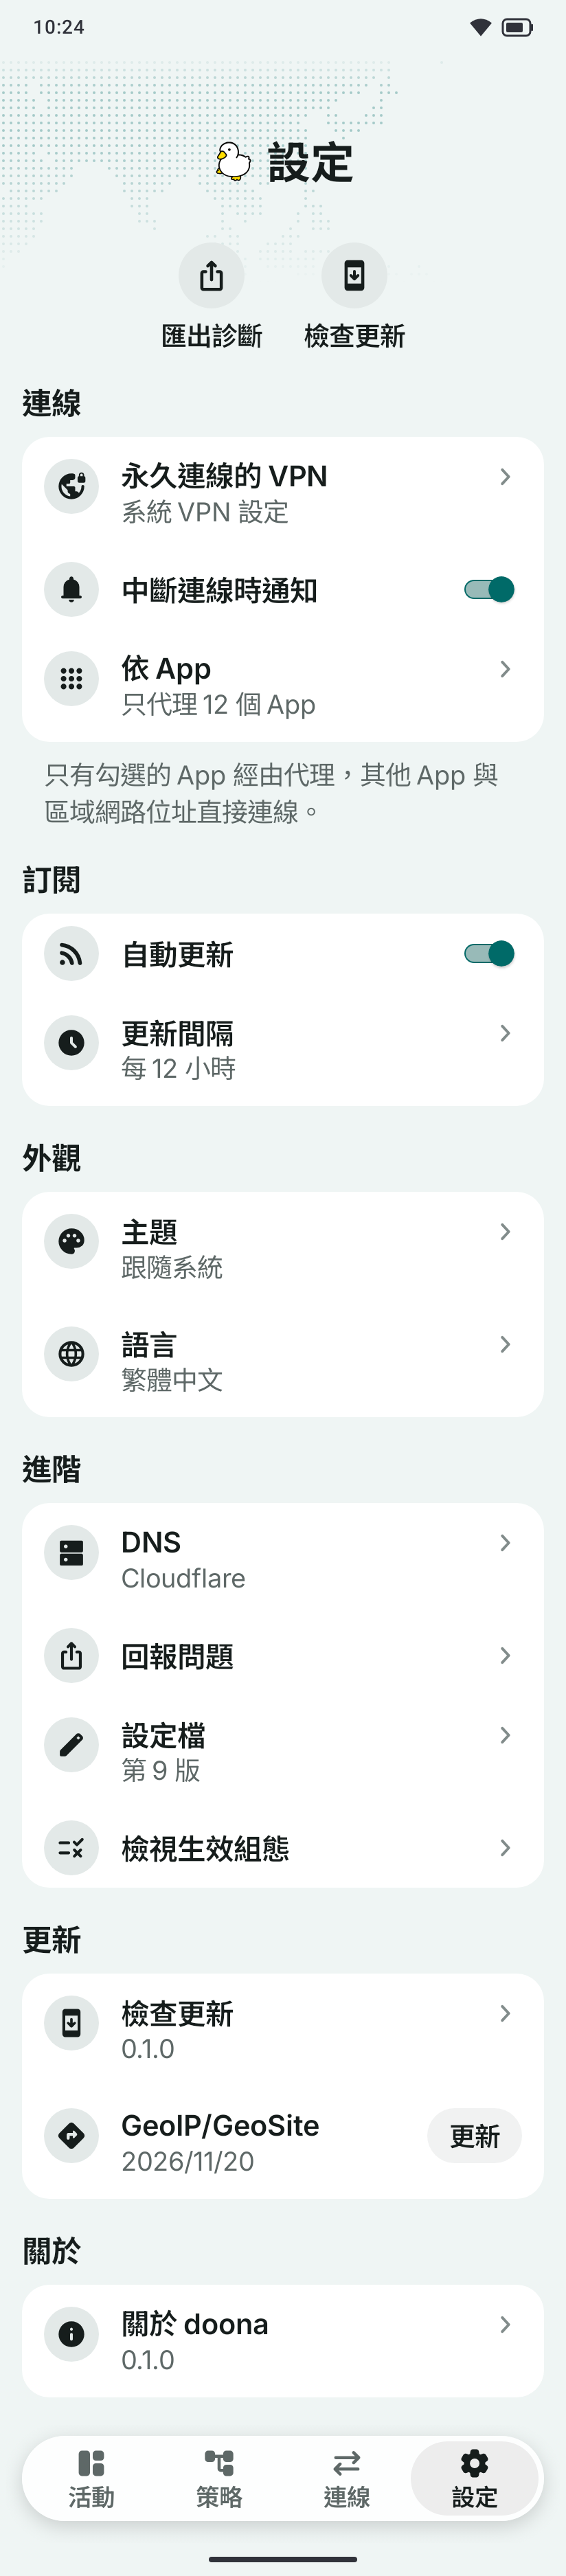 10:24
設定
匯出診斷
檢查更新
連線
永久連線的 VPN
系統 VPN 設定
中斷連線時通知
依 App
只代理 12 個 App
只有勾選的 App 經由代理，其他 App 與
區域網路位址直接連線。
訂閱
自動更新
更新間隔
每 12 小時
外觀
主題
跟隨系統
語言
繁體中文
進階
DNS
Cloudflare
回報問題
設定檔
第 9 版
檢視生效組態
更新
檢查更新
0.1.0
GeoIP/GeoSite
2026/11/20
更新
關於
關於 doona
0.1.0
活動
策略
連線
設定